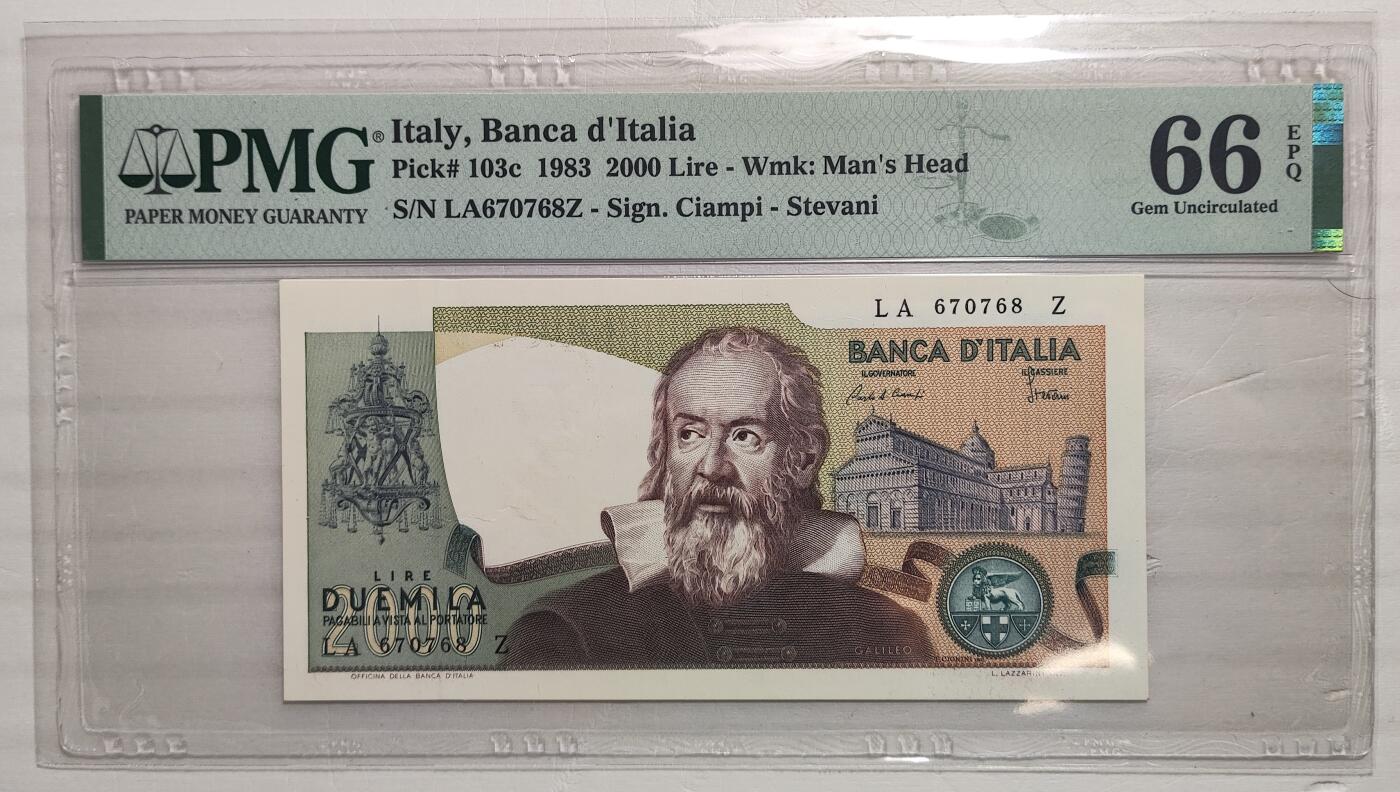 PMG®
PAPER MONEY GUARANTY
Italy, Banca d'Italia
Pick# 103c 1983 2000 Lire - Wmk: Man's Head
S/N LA670768Z - Sign. Ciampi - Stevani
66
EPQ
Gem Uncirculated
LA 670768 Z
BANCA D'ITALIA
IL GOVERNATORE
IL CASSIERE
LIRE
2000
DUEMILA
PAGABILI A VISTA AL PORTATORE
LA 670768 Z
GALILEO
OFFICINA DELLA BANCA D'ITALIA